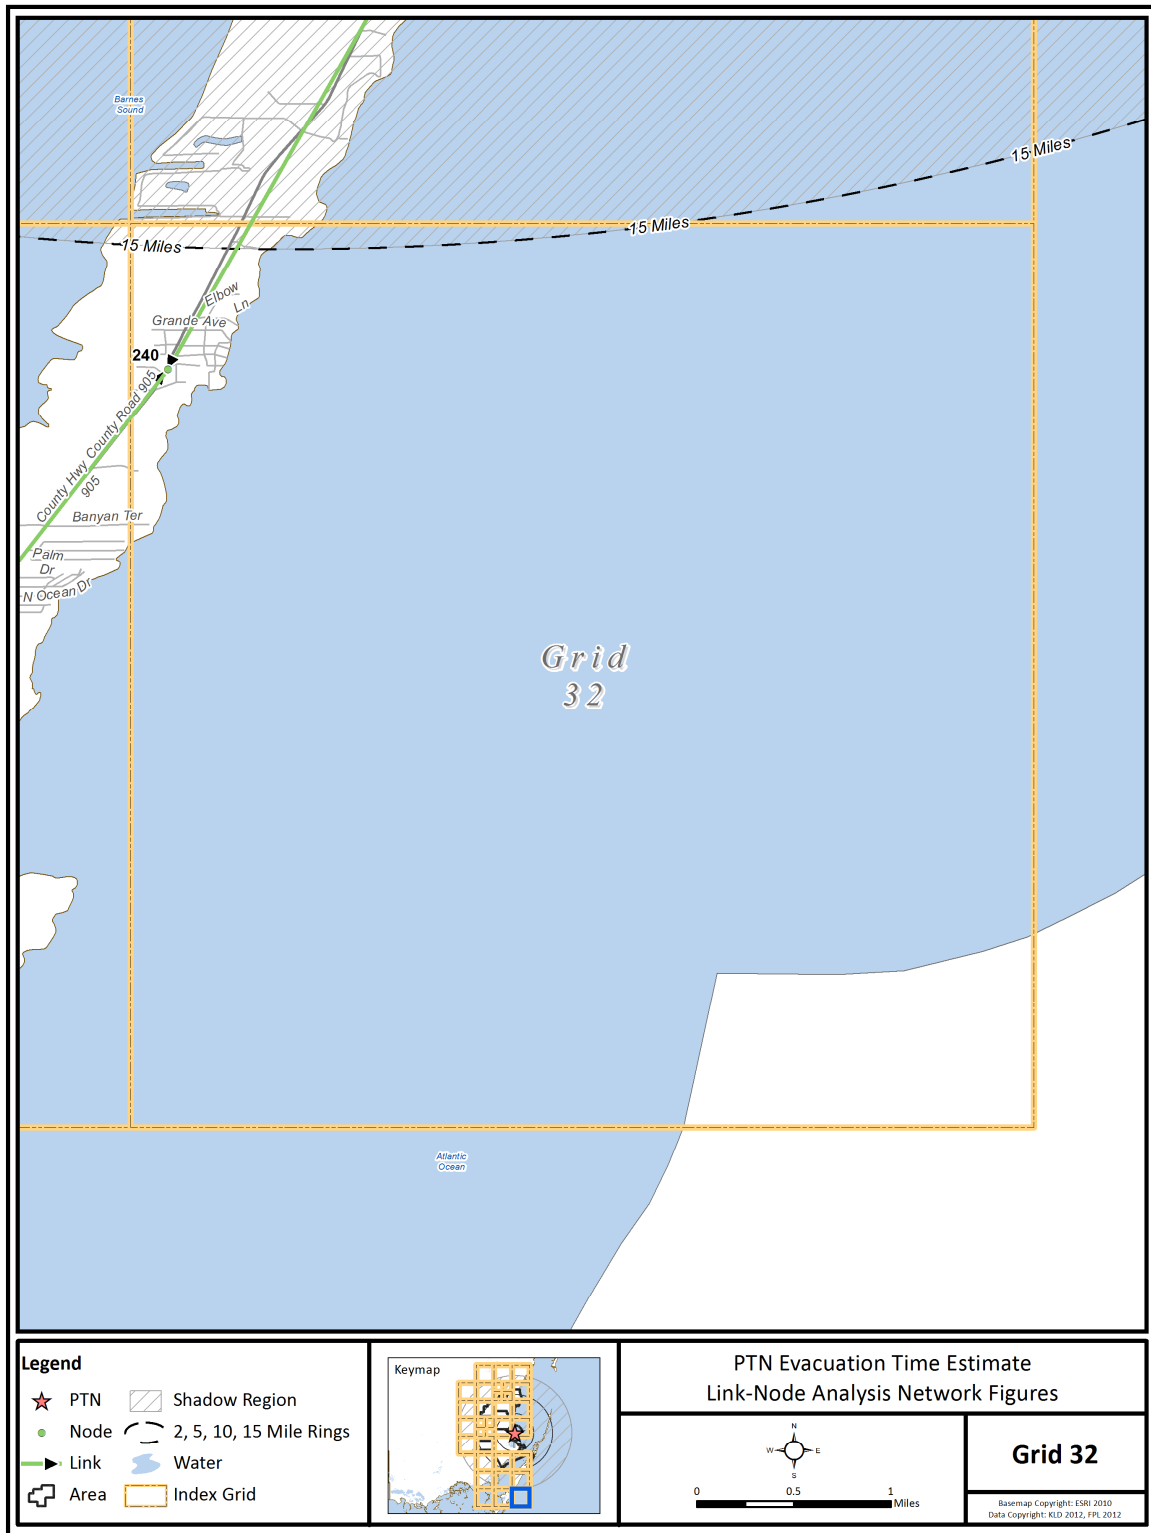 Barnes
Sound
15 Miles
15 Miles
15 Miles
Elbow
Ln
Grande Ave
240
County Hwy County Road 905
905
Banyan Ter
Palm
Dr
N Ocean Dr
Grid
32
Atlantic
Ocean
Legend
PTN
Shadow Region
Node
2, 5, 10, 15 Mile Rings
Link
Water
Area
Index Grid
Keymap
PTN Evacuation Time Estimate
Link-Node Analysis Network Figures
N
W
E
S
0
0.5
1
Miles
Grid 32
Basemap Copyright: ESRI 2010
Data Copyright: KLD 2012, FPL 2012